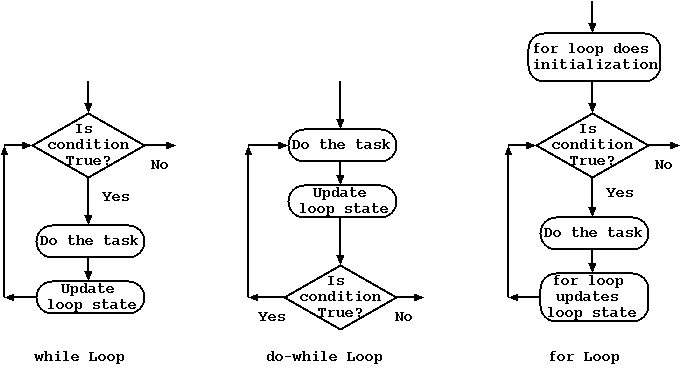 Is
condition
True?
No
Yes
Do the task
Update
loop state
while Loop
Do the task
Update
loop state
Is
condition
True?
Yes
No
do-while Loop
for loop does
initialization
Is
condition
True?
No
Yes
Do the task
for loop
updates
loop state
for Loop